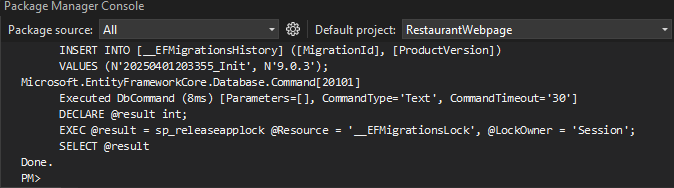 Package Manager Console
Package source: All Default project: RestaurantWebpage
INSERT INTO [__EFMigrationsHistory] ([MigrationId], [ProductVersion])
VALUES (N'20250401203355_Init', N'9.0.3');
Microsoft.EntityFrameworkCore.Database.Command[20101]
Executed DbCommand (8ms) [Parameters=[], CommandType='Text', CommandTimeout='30']
DECLARE @result int;
EXEC @result = sp_releaseapplock @Resource = '__EFMigrationsLock', @LockOwner = 'Session';
SELECT @result
Done.
PM>